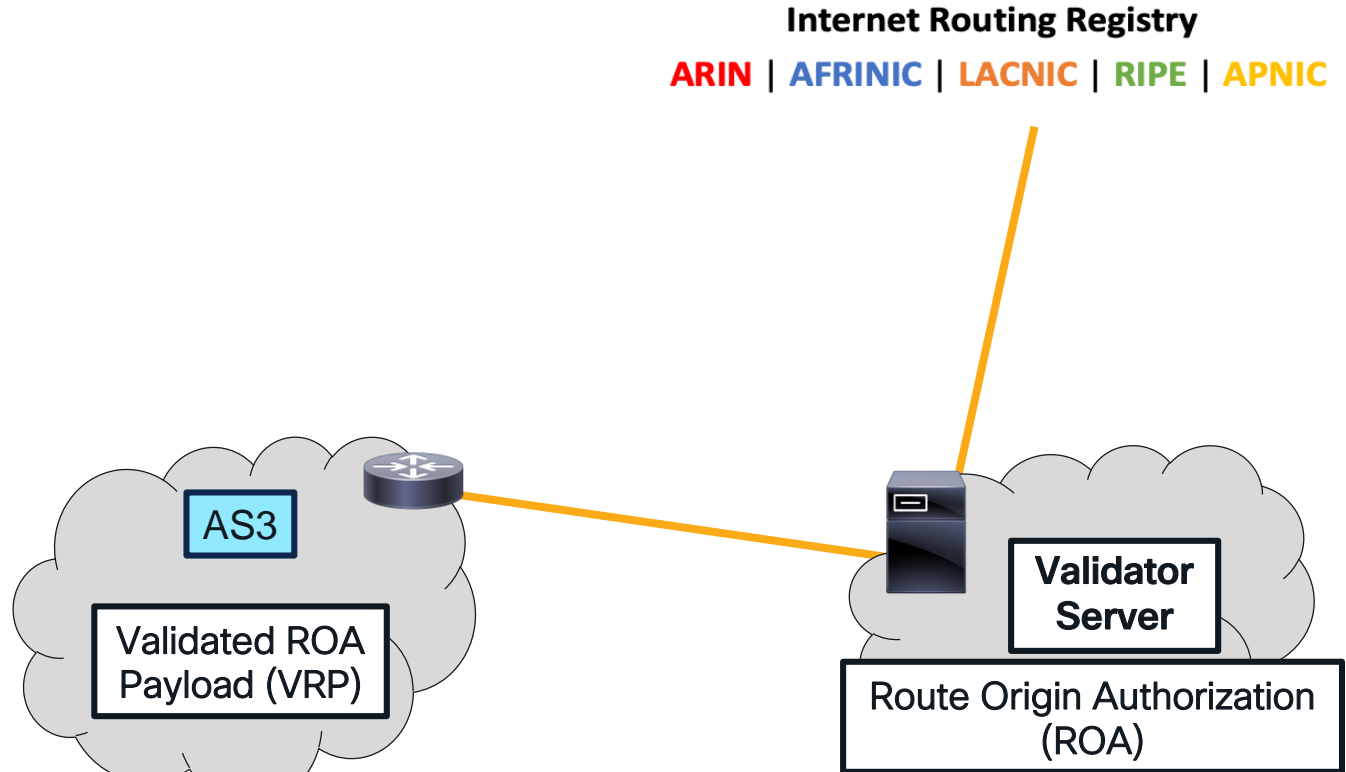 Internet Routing Registry
ARIN | AFRINIC | LACNIC | RIPE | APNIC
AS3
Validated ROA
Payload (VRP)
Validator
Server
Route Origin Authorization
(ROA)